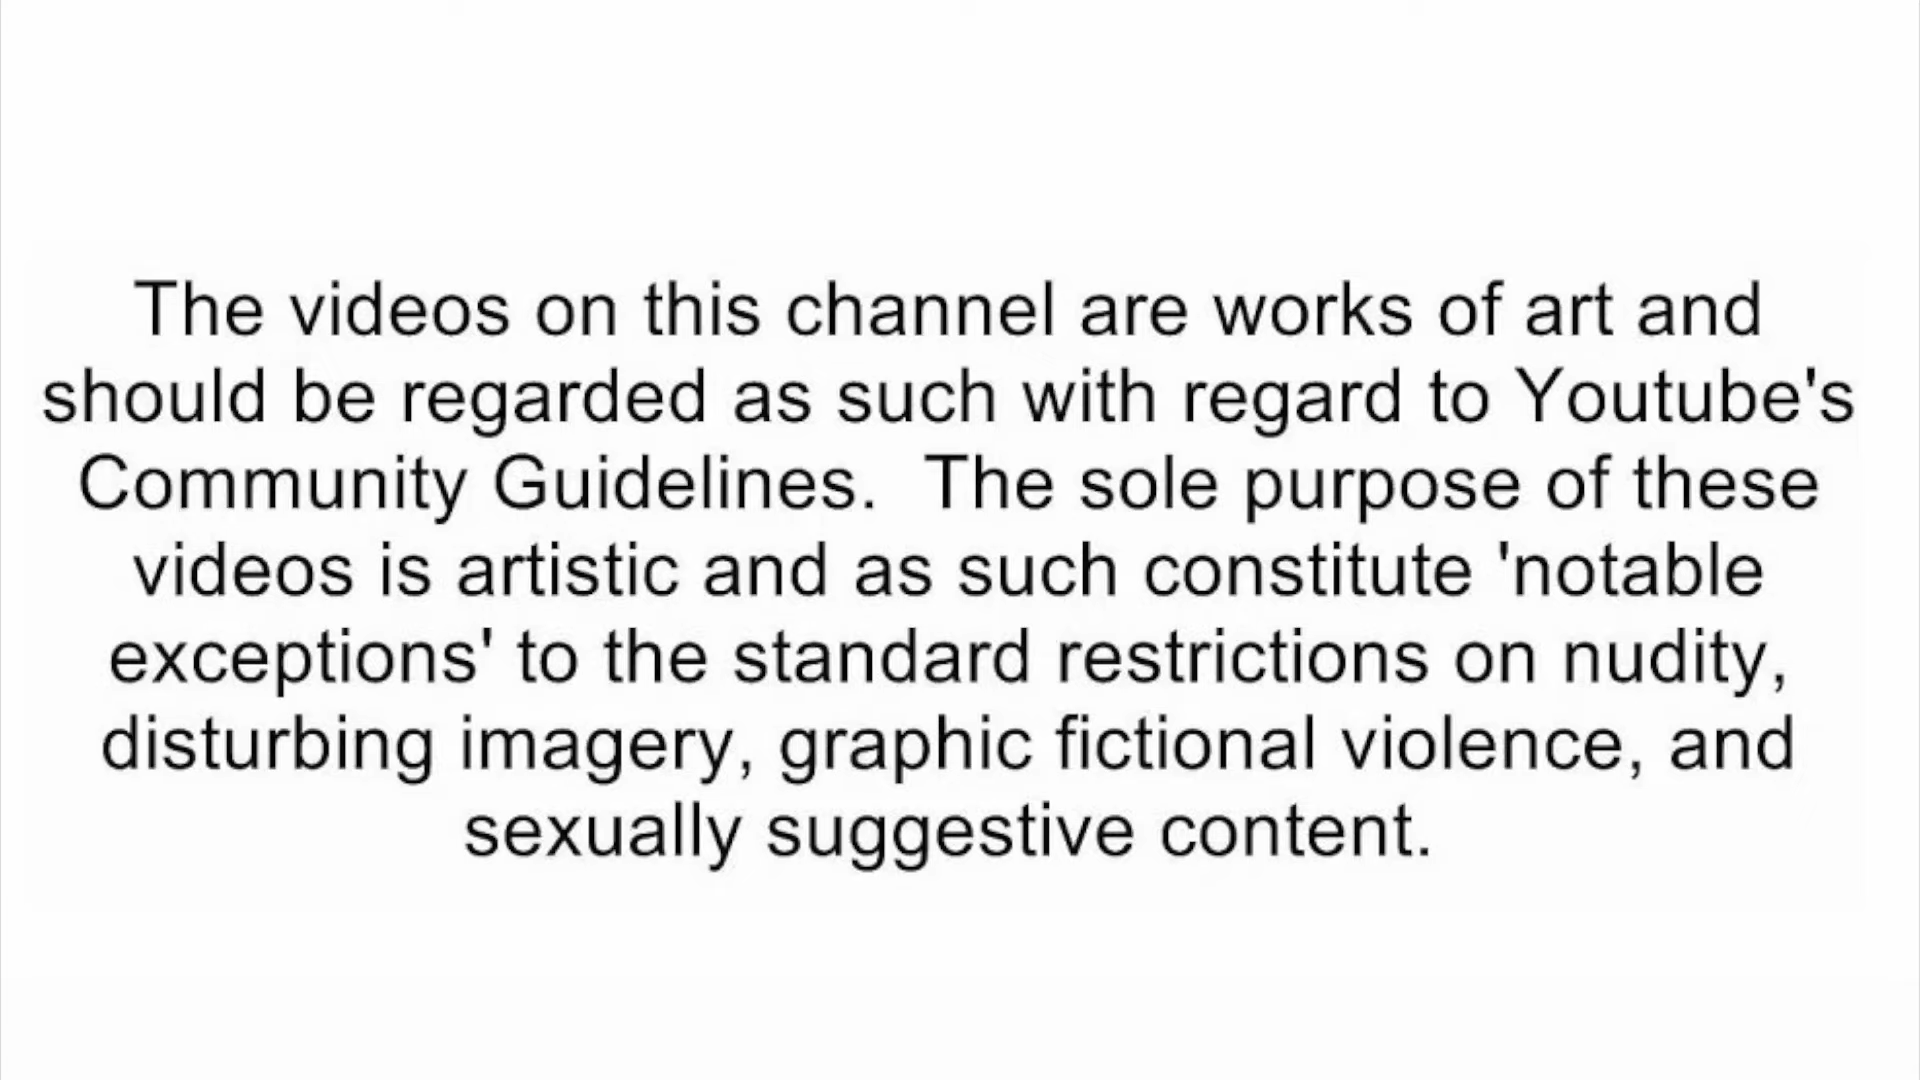 The videos on this channel are works of art and
should be regarded as such with regard to Youtube's
Community Guidelines.  The sole purpose of these
videos is artistic and as such constitute 'notable
exceptions' to the standard restrictions on nudity,
disturbing imagery, graphic fictional violence, and
sexually suggestive content.